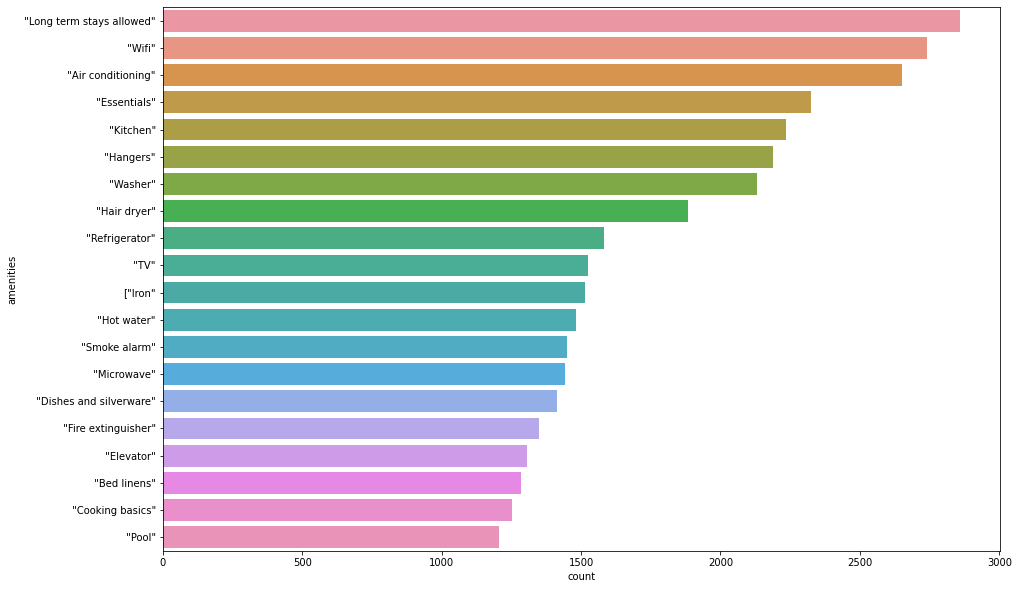 "Long term stays allowed"
"Wifi"
"Air conditioning"
"Essentials"
"Kitchen"
"Hangers"
"Washer"
"Hair dryer"
"Refrigerator"
"TV"
["Iron"
"Hot water"
"Smoke alarm"
"Microwave"
"Dishes and silverware"
"Fire extinguisher"
"Elevator"
"Bed linens"
"Cooking basics"
"Pool"
amenities
0 500 1000 1500 2000 2500 3000
count